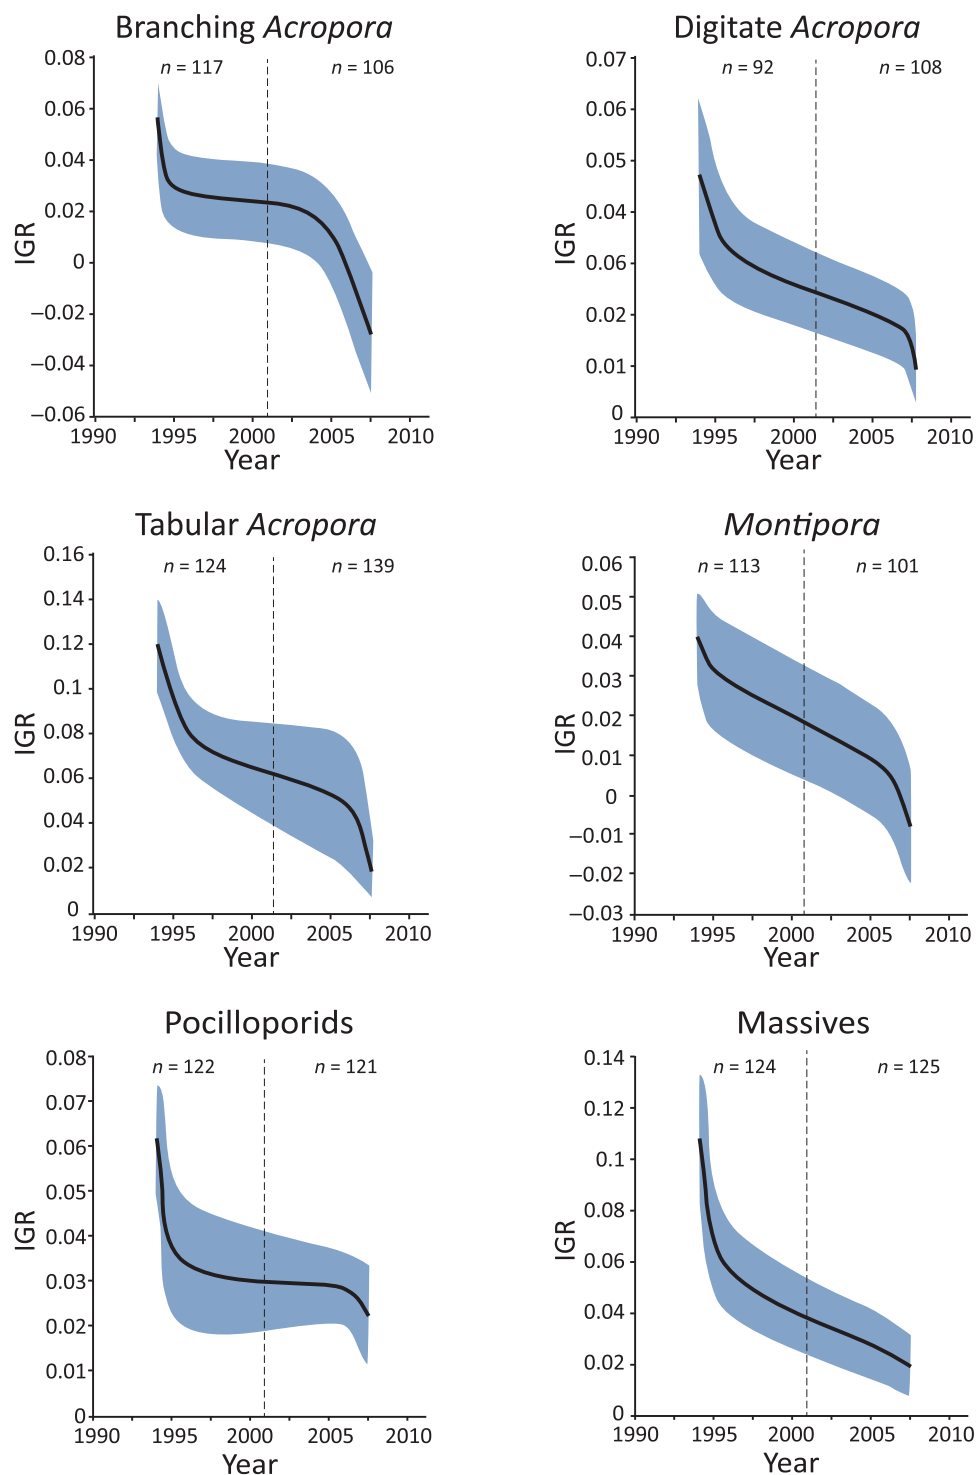 Branching Acropora
n = 117
n = 106
0.08
0.06
0.04
0.02
0
−0.02
−0.04
−0.06
IGR
1990 1995 2000 2005 2010
Year
Digitate Acropora
n = 92
n = 108
0.07
0.06
0.05
0.04
0.06
0.02
0.01
0
IGR
1990 1995 2000 2005 2010
Year
Tabular Acropora
n = 124
n = 139
0.16
0.14
0.12
0.1
0.08
0.06
0.04
0.02
0
IGR
1990 1995 2000 2005 2010
Year
Montipora
n = 113
n = 101
0.06
0.05
0.04
0.03
0.02
0.01
0
−0.01
−0.02
−0.03
IGR
1990 1995 2000 2005 2010
Year
Pocilloporids
n = 122
n = 121
0.08
0.07
0.06
0.05
0.04
0.03
0.02
0.01
0
IGR
1990 1995 2000 2005 2010
Year
Massives
n = 124
n = 125
0.14
0.12
0.1
0.08
0.06
0.04
0.02
0
IGR
1990 1995 2000 2005 2010
Year